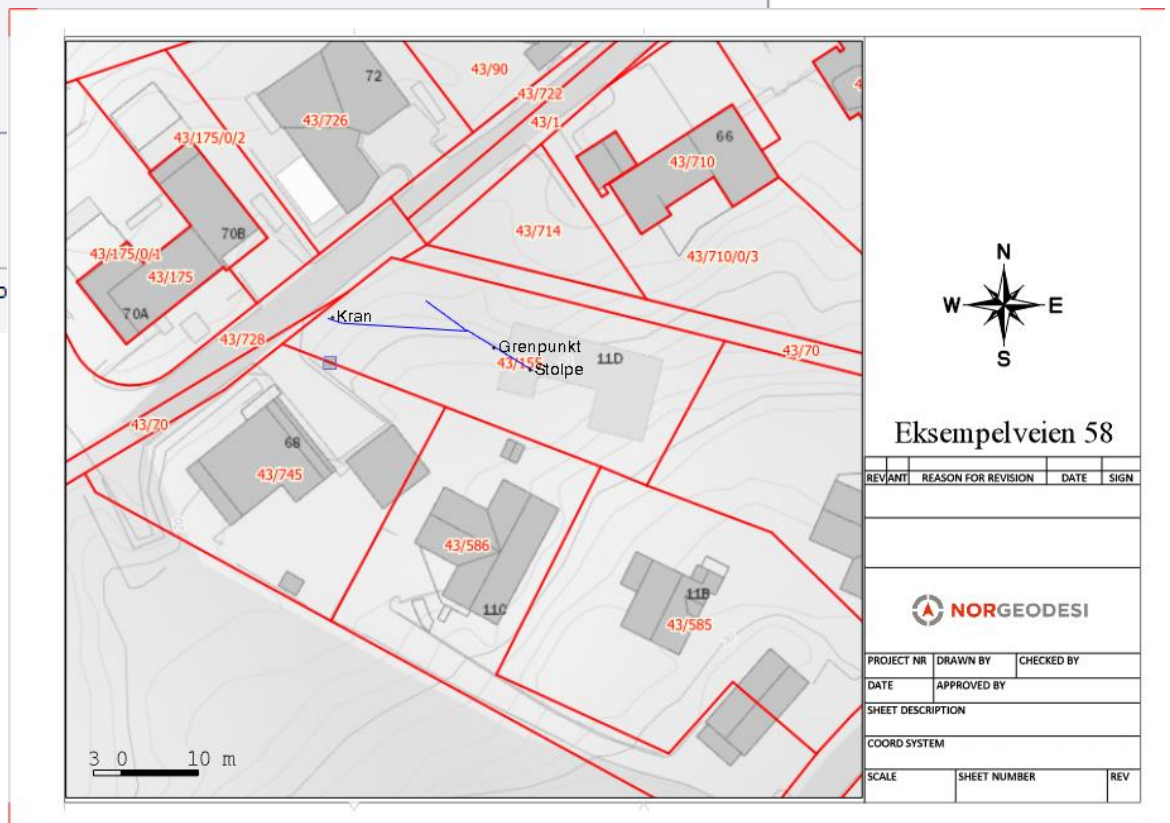 72
43/90
43/722
43/1
43/726
43/175/0/2
66
43/710
70B
43/714
43/175/0/1
43/175
43/710/0/3
70A
Kran
43/728
Grenpunkt
43/155
11D
Stolpe
43/70
43/70
68
43/745
43/586
11C
11B
43/585
20
30
3 0 10 m
N
W E
S
Eksempelveien 58
REV ANT REASON FOR REVISION DATE SIGN
NORGEODESI
PROJECT NR DRAWN BY CHECKED BY
DATE APPROVED BY
SHEET DESCRIPTION
COORD SYSTEM
SCALE SHEET NUMBER REV